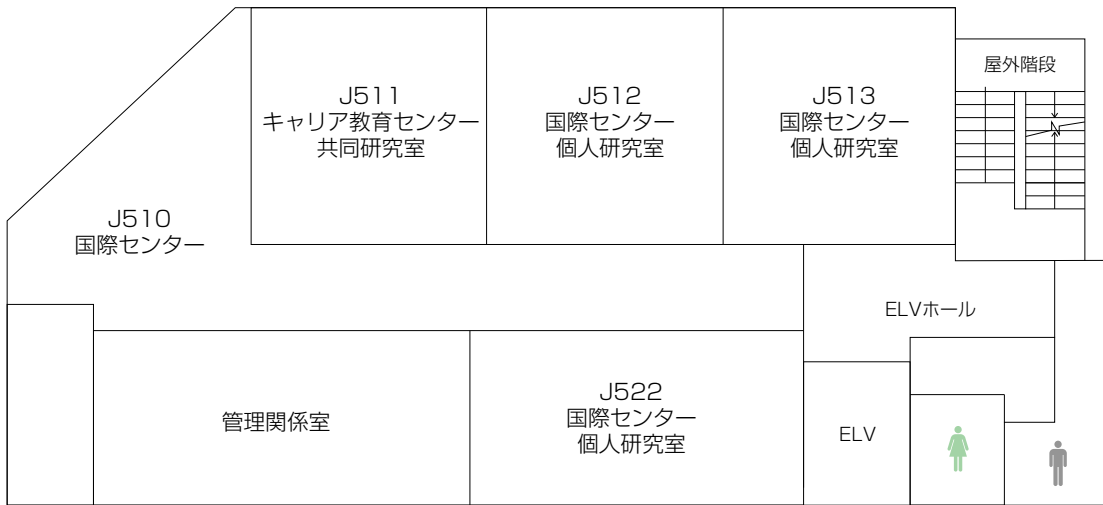 屋外階段
J511
キャリア教育センター
共同研究室
J512
国際センター
個人研究室
J513
国際センター
個人研究室
N
J510
国際センター
ELVホール
管理関係室
J522
国際センター
個人研究室
ELV